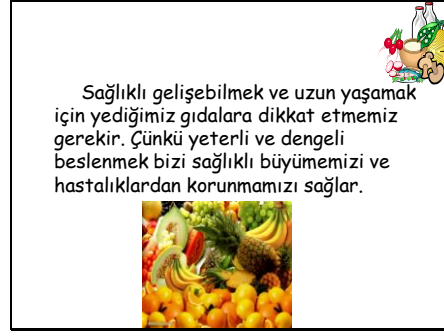 Sağlıklı gelişebilmek ve uzun yaşamak
için yediğimiz gıdalara dikkat etmemiz
gerekir. Çünkü yeterli ve dengeli
beslenmek bizi sağlıklı büyümemizi ve
hastalıklardan korunmamızı sağlar.